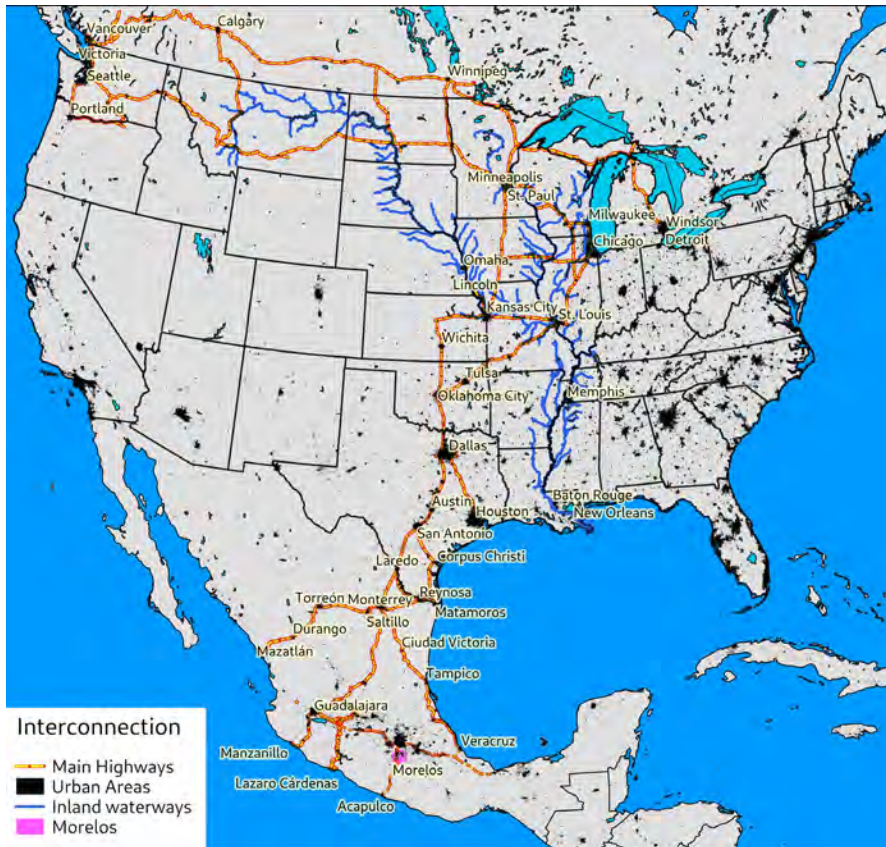 Vancouver
Calgary
Victoria
Seattle
Winnipeg
Portland
Minneapolis
St. Paul
Milwaukee
Windsor
Detroit
Chicago
Omaha
Lincoln
Kansas City
St. Louis
Wichita
Tulsa
Oklahoma City
Memphis
Dallas
Austin
Baton Rouge
Houston
New Orleans
San Antonio
Corpus Christi
Laredo
Reynosa
Torreón
Monterrey
Matamoros
Saltillo
Durango
Ciudad Victoria
Mazatlán
Tampico
Guadalajara
Veracruz
Manzanillo
Morelos
Lazaro Cárdenas
Acapulco
Interconnection
Main Highways
Urban Areas
Inland waterways
Morelos